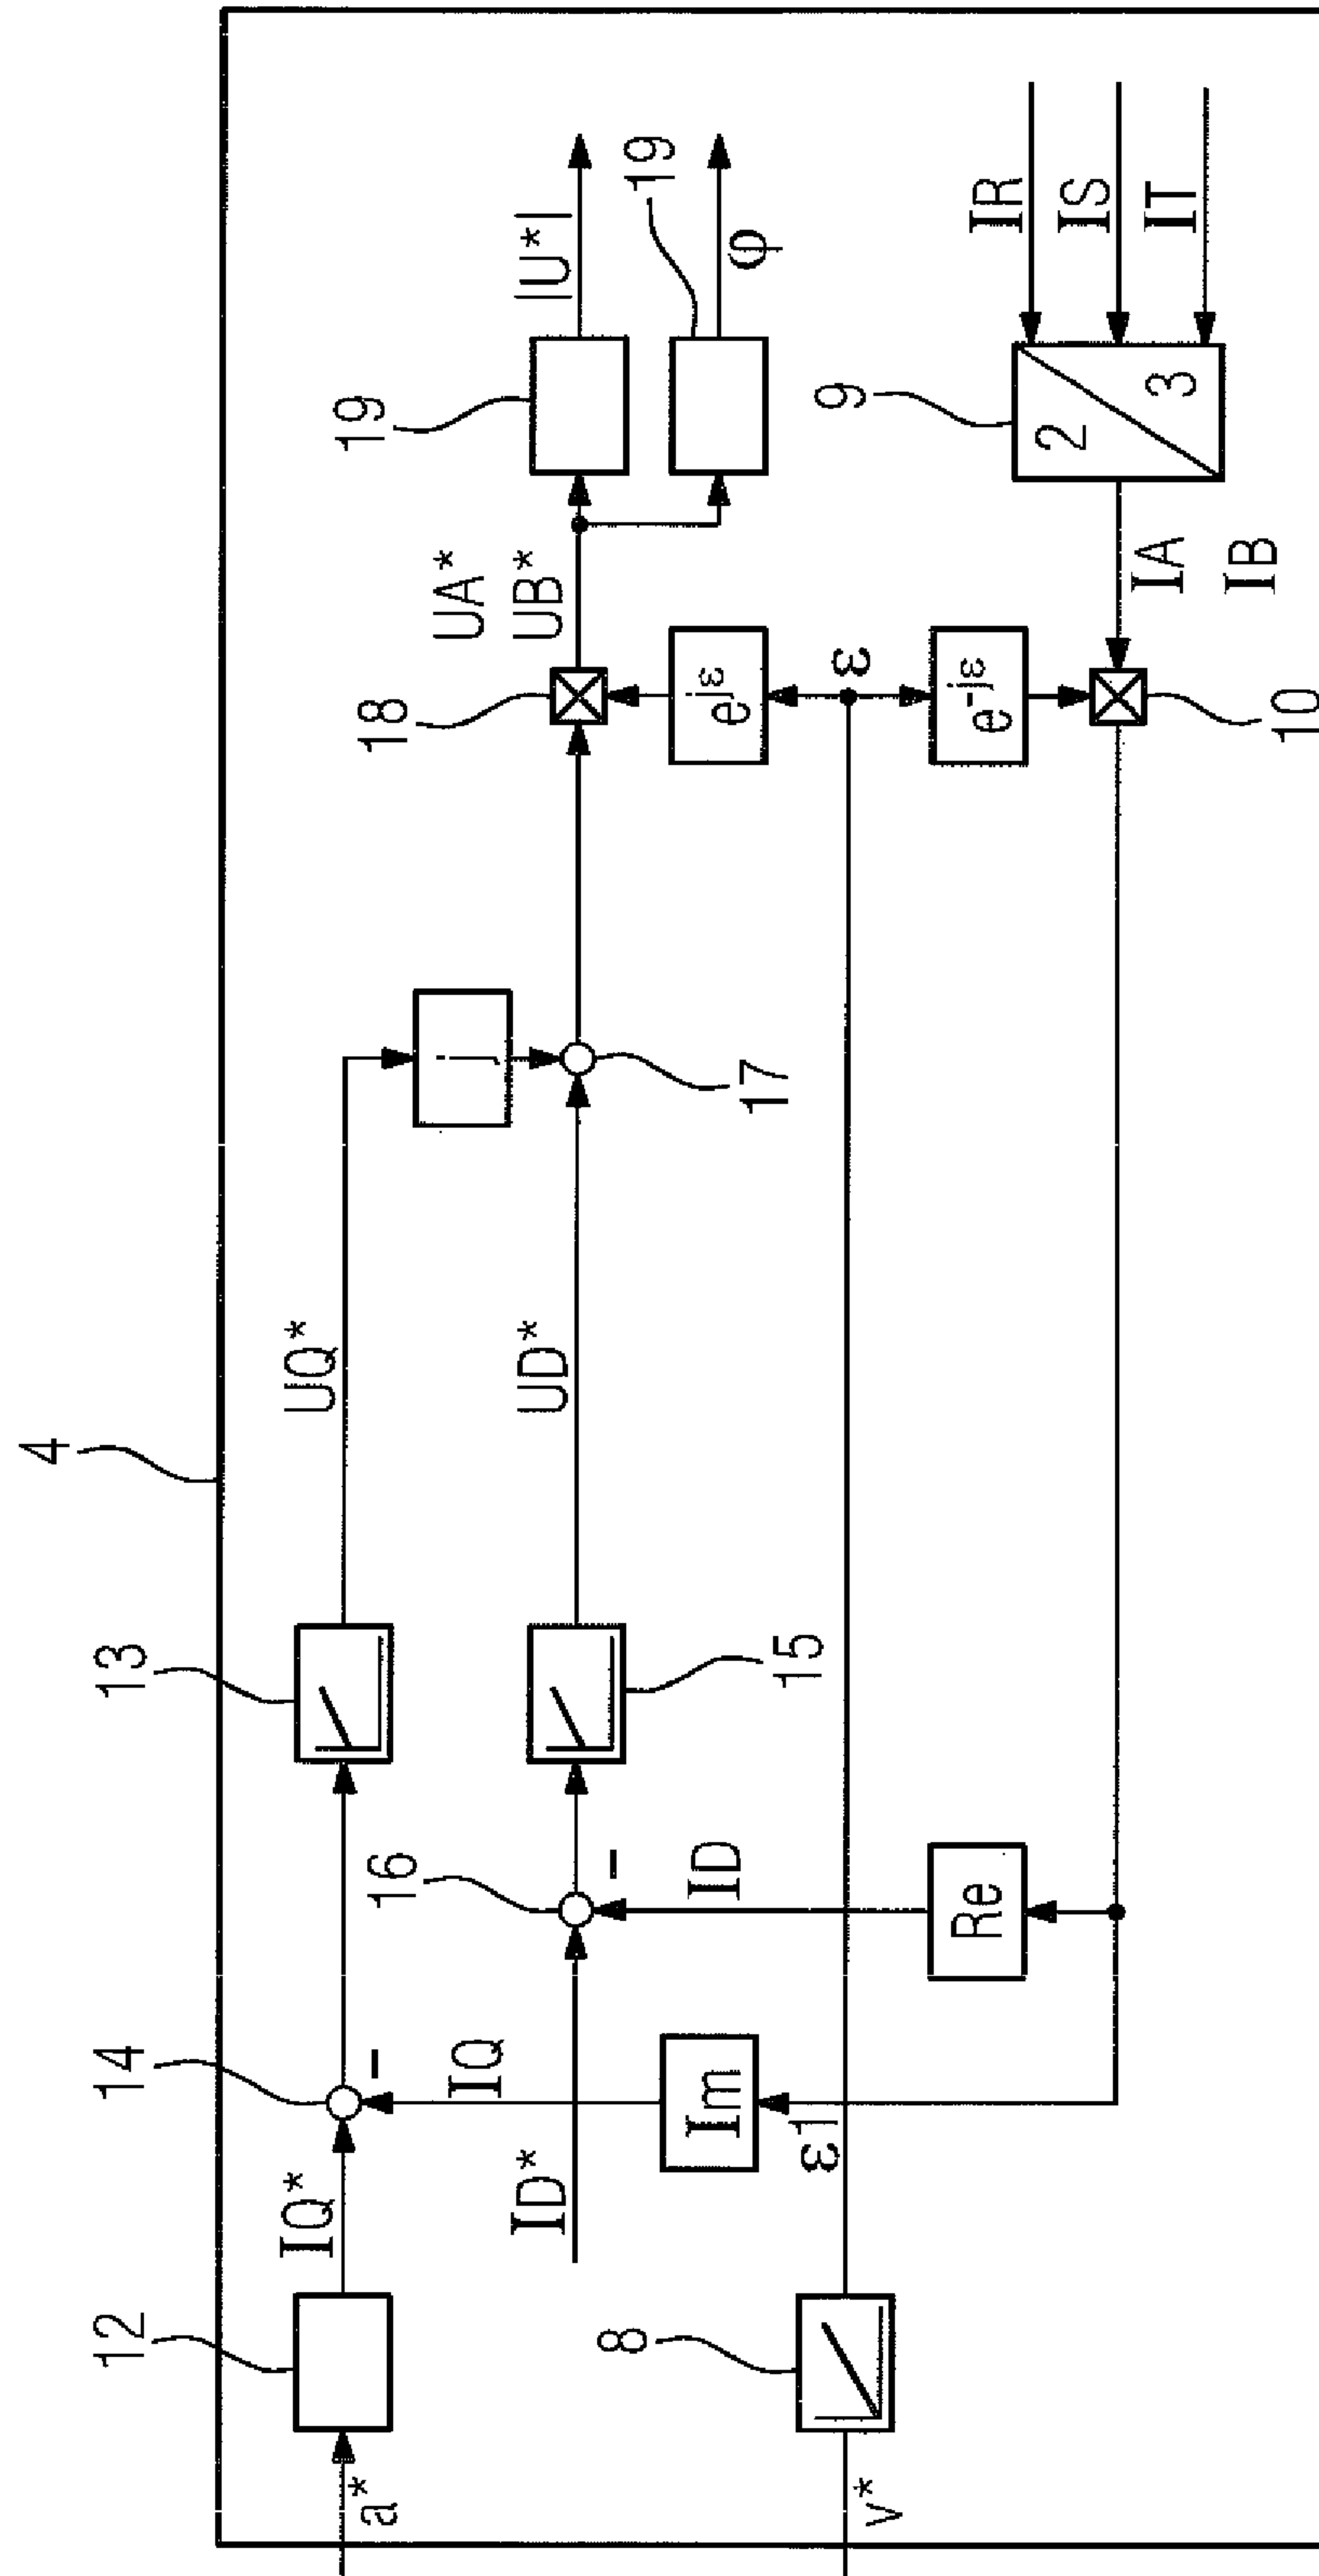 4
12
14
13
a*
IQ*
-
UQ*
16
18
19
19
IQ
ID*
-
UD*
j
UA*
UB*
|U*|
15
17
φ
Im
ID
e^jε
8
ε1
ε
9
v*
Re
e^-jε
2
3
IR
IS
IT
IA
IB
10